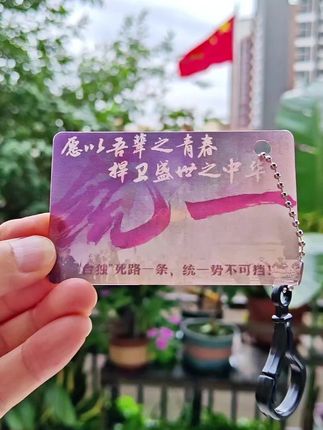 愿以吾辈之青春
捍卫盛世之中华
统一
"台独"死路一条，统一势不可挡！